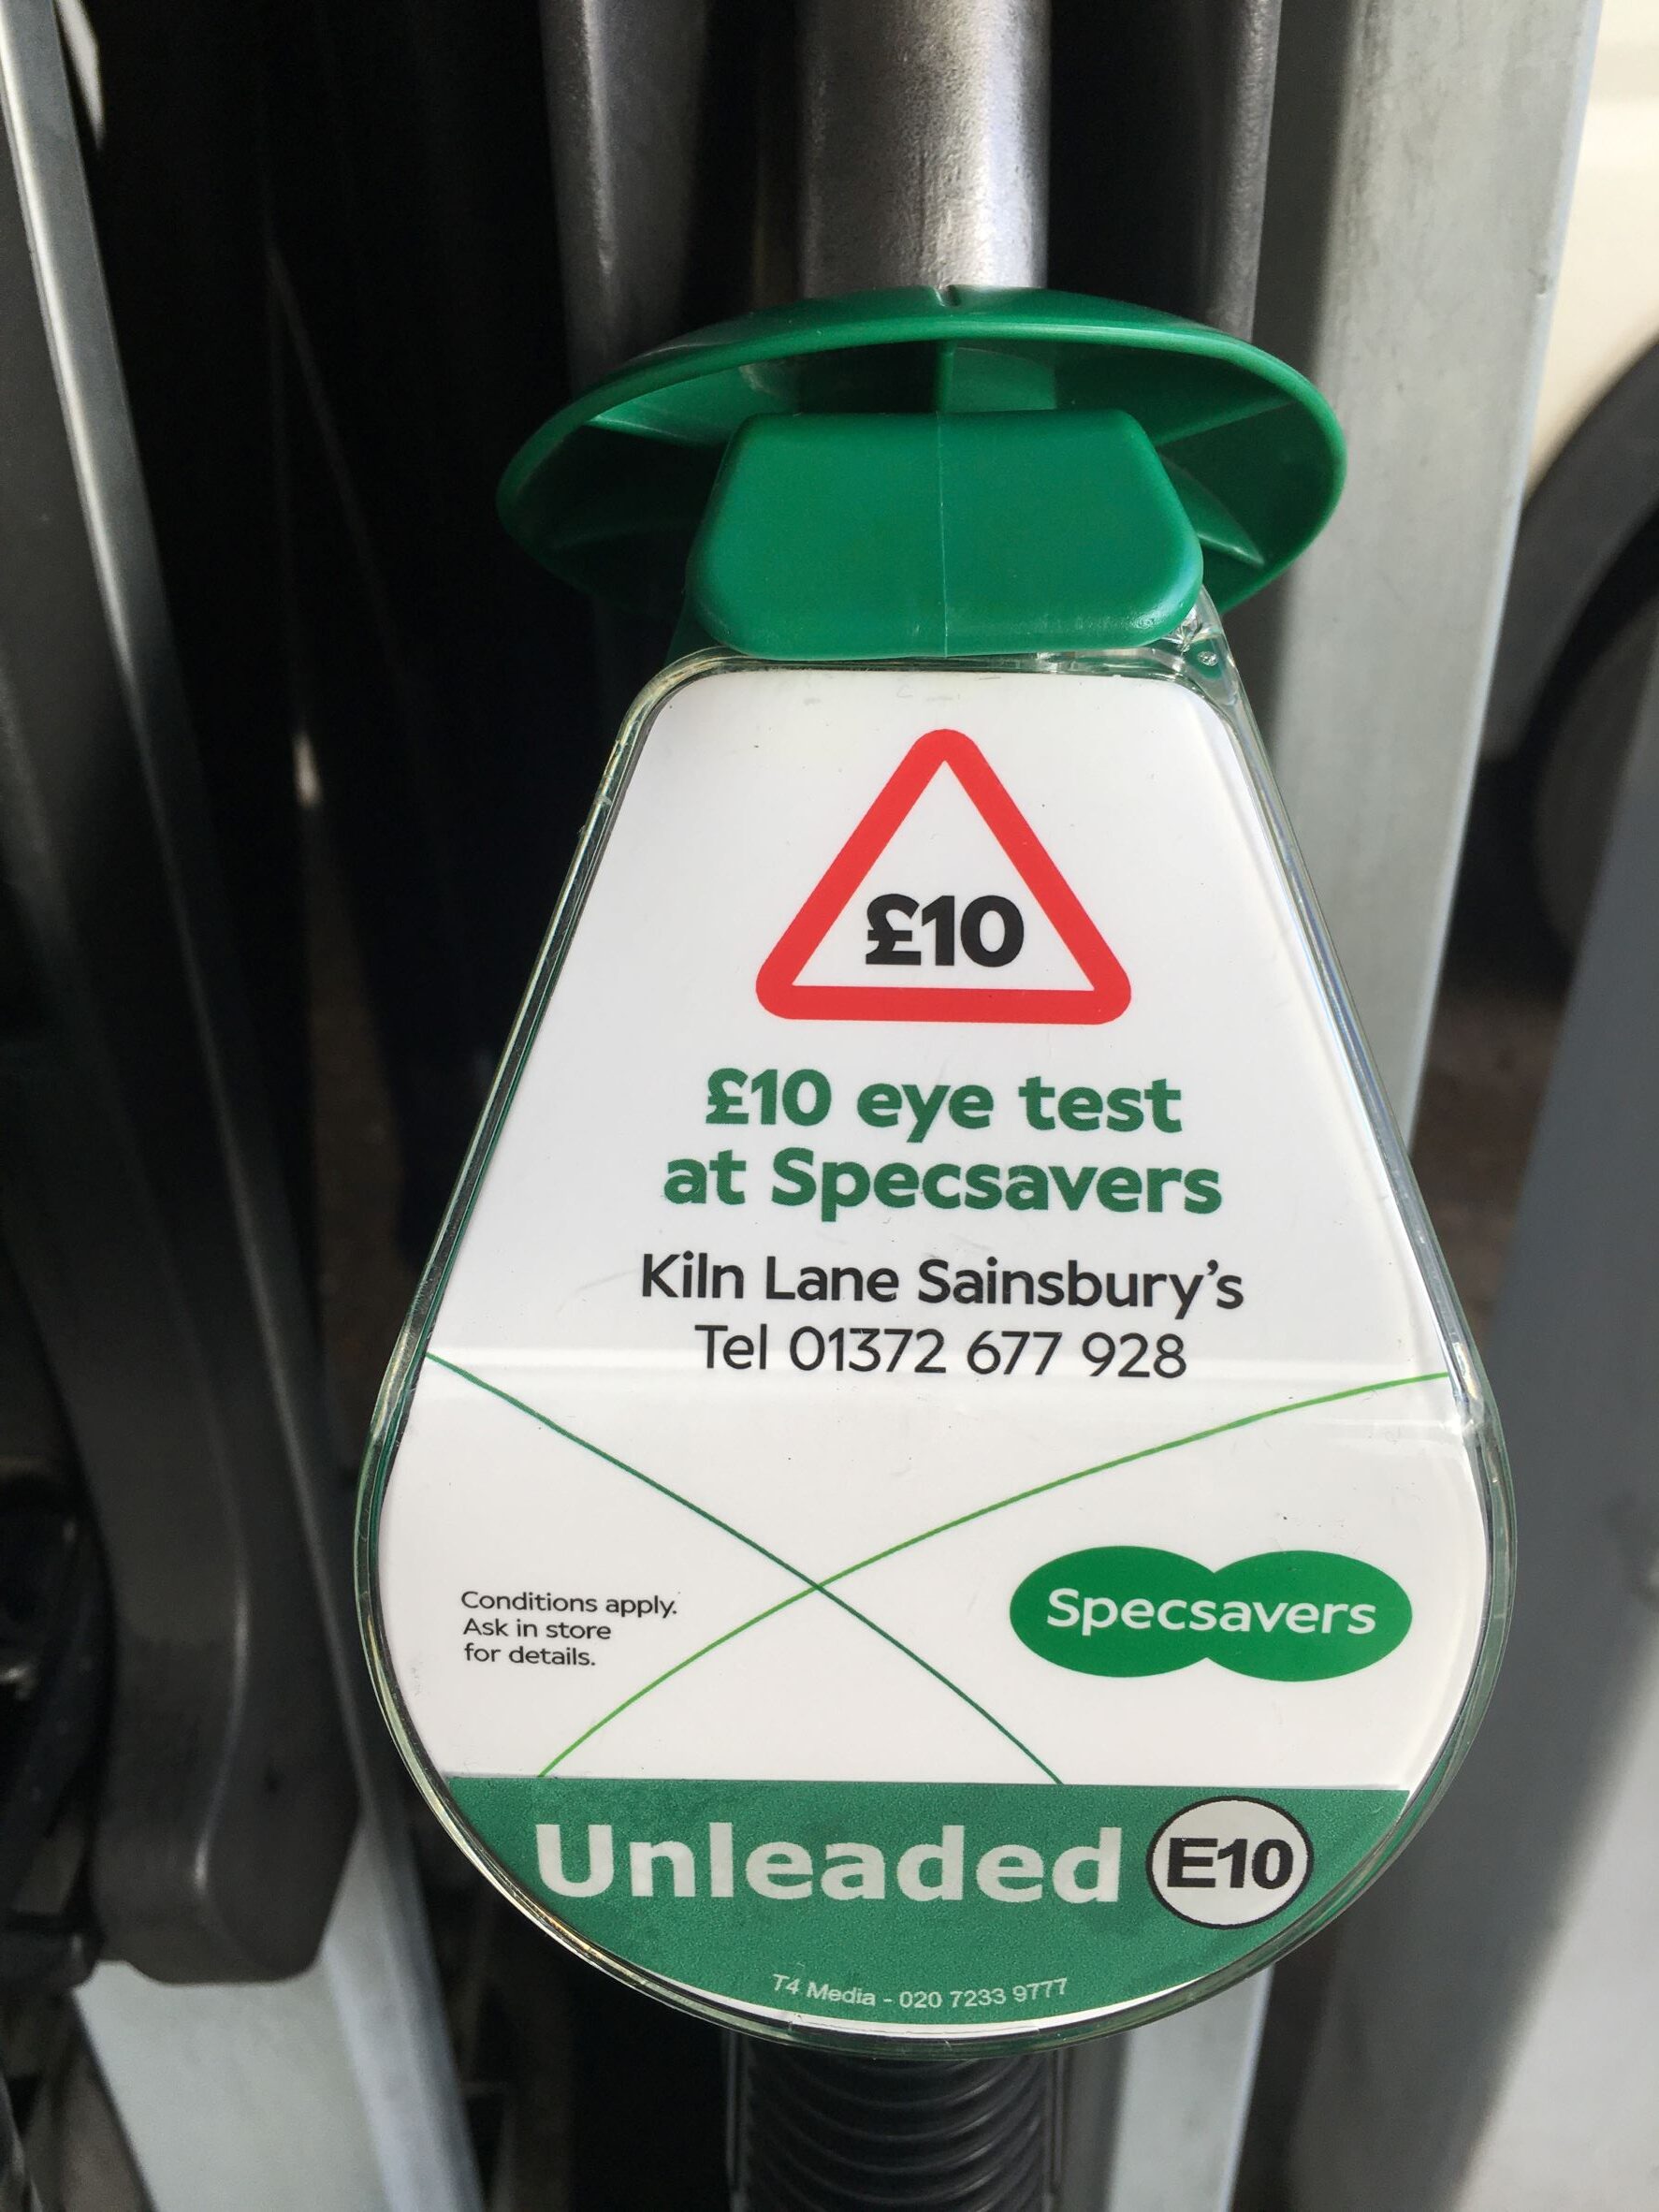 £10
£10 eye test
at Specsavers
Kiln Lane Sainsbury's
Tel 01372 677 928
Conditions apply.
Ask in store
for details.
Specsavers
Unleaded E10
T4 Media - 020 7233 9777